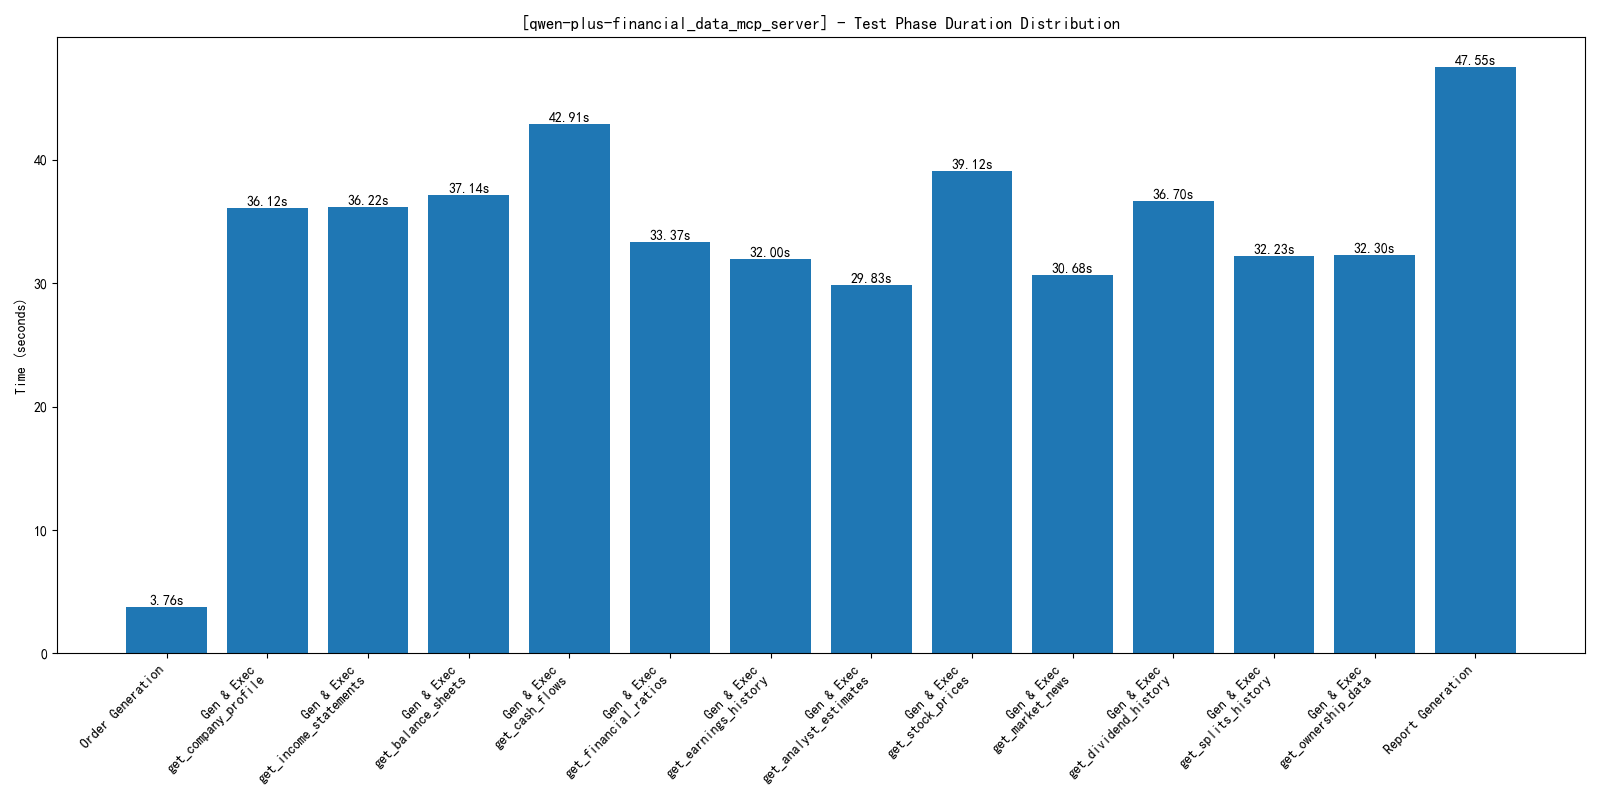 [qwen-plus-financial_data_mcp_server] - Test Phase Duration Distribution
Time (seconds)
40
30
20
10
0
3.76s
36.12s
36.22s
37.14s
42.91s
33.37s
32.00s
29.83s
39.12s
30.68s
36.70s
32.23s
32.30s
47.55s
Order Generation
Gen & Exec
get_company_profile
Gen & Exec
get_income_statements
Gen & Exec
get_balance_sheets
Gen & Exec
get_cash_flows
Gen & Exec
get_financial_ratios
Gen & Exec
get_earnings_history
Gen & Exec
get_analyst_estimates
Gen & Exec
get_stock_prices
Gen & Exec
get_market_news
Gen & Exec
get_dividend_history
Gen & Exec
get_splits_history
Gen & Exec
get_ownership_data
Report Generation